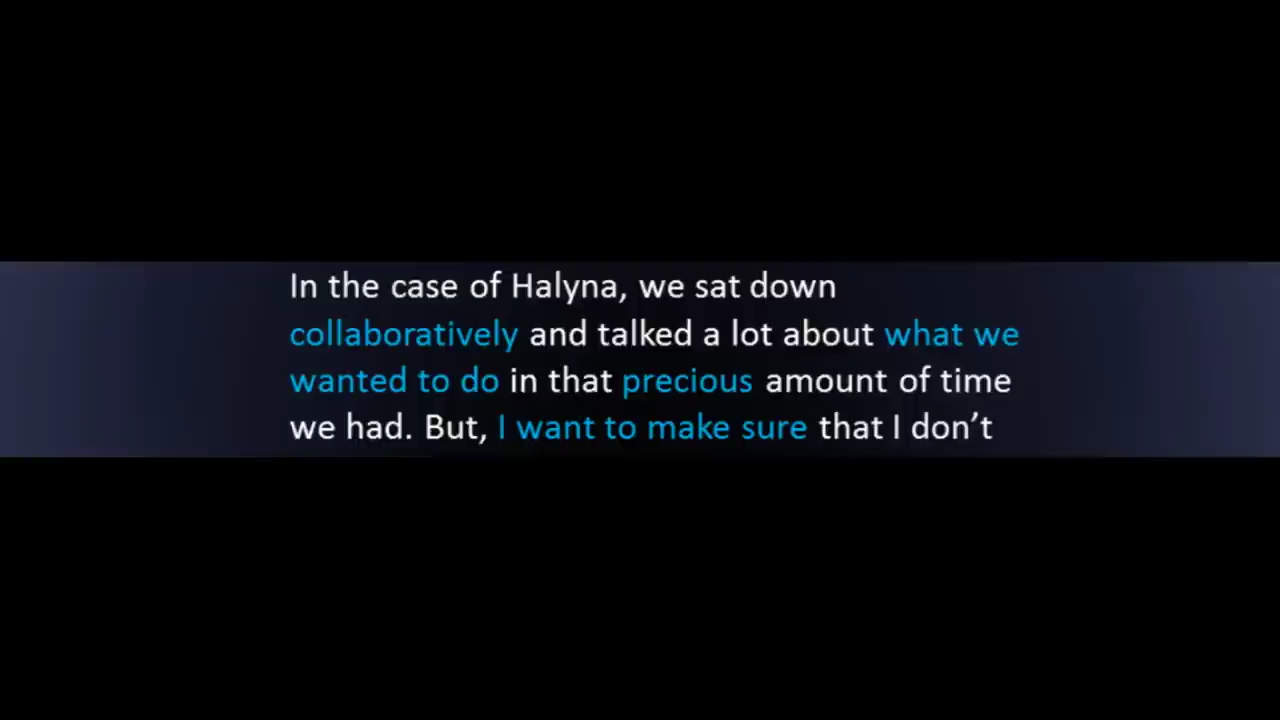 In the case of Halyna, we sat down
collaboratively and talked a lot about what we
wanted to do in that precious amount of time
we had. But, I want to make sure that I don’t